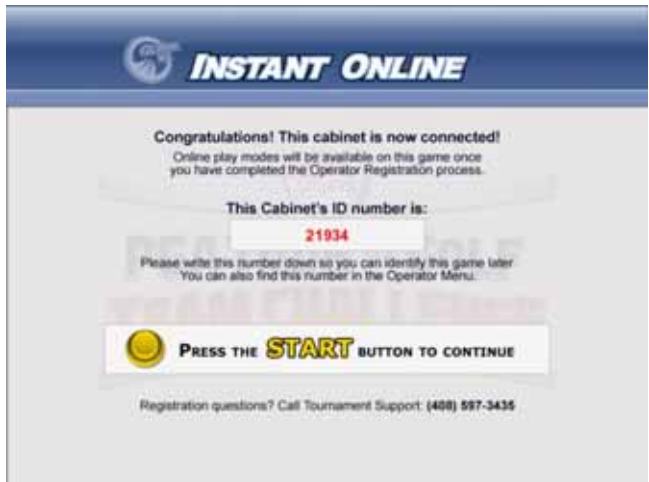 INSTANT ONLINE
Congratulations! This cabinet is now connected!
Online play modes will be available on this game once
you have completed the Operator Registration process.
This Cabinet's ID number is:
21934
Please write this number down so you can identify this game later
You can also find this number in the Operator Menu.
PRESS THE START BUTTON TO CONTINUE
Registration questions? Call Tournament Support: (408) 597-3435